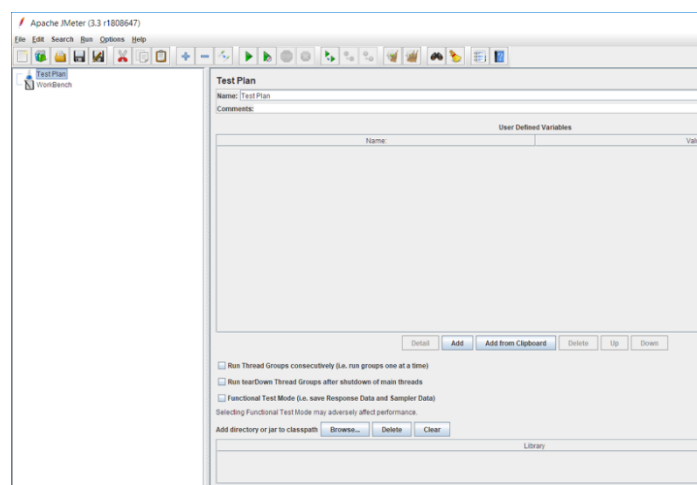 Apache JMeter (3.3 r1808647)
File Edit Search Run Options Help
Test Plan
WorkBench
Test Plan
Name: Test Plan
Comments:
User Defined Variables
Name: Val
Detail Add Add from Clipboard Delete Up Down
Run Thread Groups consecutively (i.e. run groups one at a time)
Run tearDown Thread Groups after shutdown of main threads
Functional Test Mode (i.e. save Response Data and Sampler Data)
Selecting Functional Test Mode may adversely affect performance.
Add directory or jar to classpath Browse... Delete Clear
Library